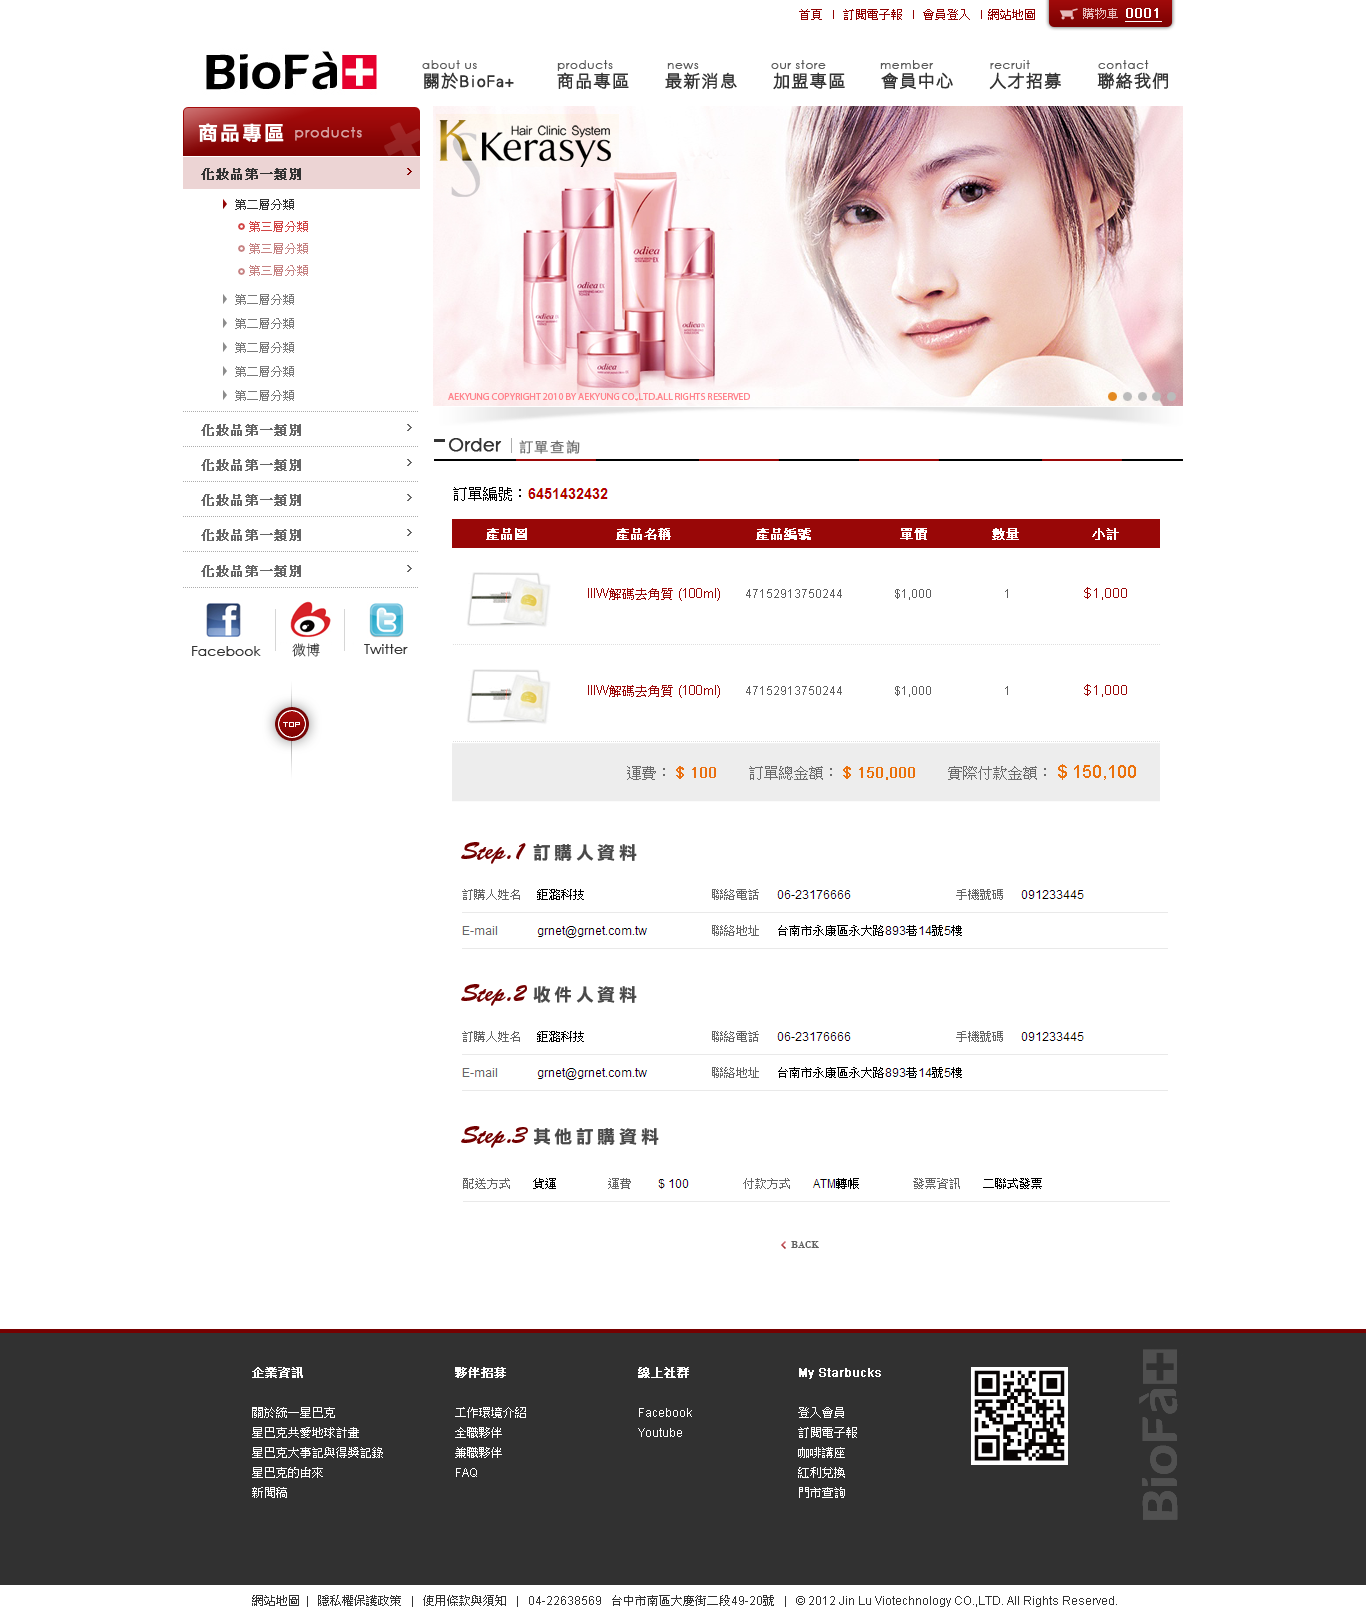 首頁 | 訂閱電子報 | 會員登入 | 網站地圖 購物車 0001
BioFà+
about us products news our store member recruit contact
關於BioFa+ 商品專區 最新消息 加盟專區 會員中心 人才招募 聯絡我們
商品專區 products
化妝品第一類別
第二層分類
第三層分類
第三層分類
第三層分類
第二層分類
第二層分類
第二層分類
第二層分類
第二層分類
化妝品第一類別
化妝品第一類別
化妝品第一類別
化妝品第一類別
化妝品第一類別
Facebook 微博 Twitter
TOP
KS Hair Clinic System
Kerasys
odiea
odiea
odiea
odiea
odiea
AEKYUNG COPYRIGHT 2010 BY AEKYUNG CO.,LTD.ALL RIGHTS RESERVED
Order | 訂單查詢
訂單編號：6451432432
產品圖 產品名稱 產品編號 單價 數量 小計
IIIVV解碼去角質 (100ml) 47152913750244 $1,000 1 $1,000
IIIVV解碼去角質 (100ml) 47152913750244 $1,000 1 $1,000
運費： $ 100 訂單總金額： $ 150,000 實際付款金額： $ 150,100
Step.1 訂購人資料
訂購人姓名 鉅潞科技 聯絡電話 06-23176666 手機號碼 091233445
E-mail grnet@grnet.com.tw 聯絡地址 台南市永康區永大路893巷14號5樓
Step.2 收件人資料
訂購人姓名 鉅潞科技 聯絡電話 06-23176666 手機號碼 091233445
E-mail grnet@grnet.com.tw 聯絡地址 台南市永康區永大路893巷14號5樓
Step.3 其他訂購資料
配送方式 貨運 運費 $ 100 付款方式 ATM轉帳 發票資訊 二聯式發票
BACK
企業資訊 夥伴招募 線上社群 My Starbucks
關於統一星巴克 工作環境介紹 Facebook 登入會員
星巴克共愛地球計畫 全職夥伴 Youtube 訂閱電子報
星巴克大事記與得獎記錄 兼職夥伴 咖啡講座
星巴克的由來 FAQ 紅利兌換
新聞稿 門市查詢
BioFà+
網站地圖 | 隱私權保護政策 | 使用條款與須知 | 04-22638569 台中市南區大慶街二段49-20號 | © 2012 Jin Lu Viotechnology CO.,LTD. All Rights Reserved.